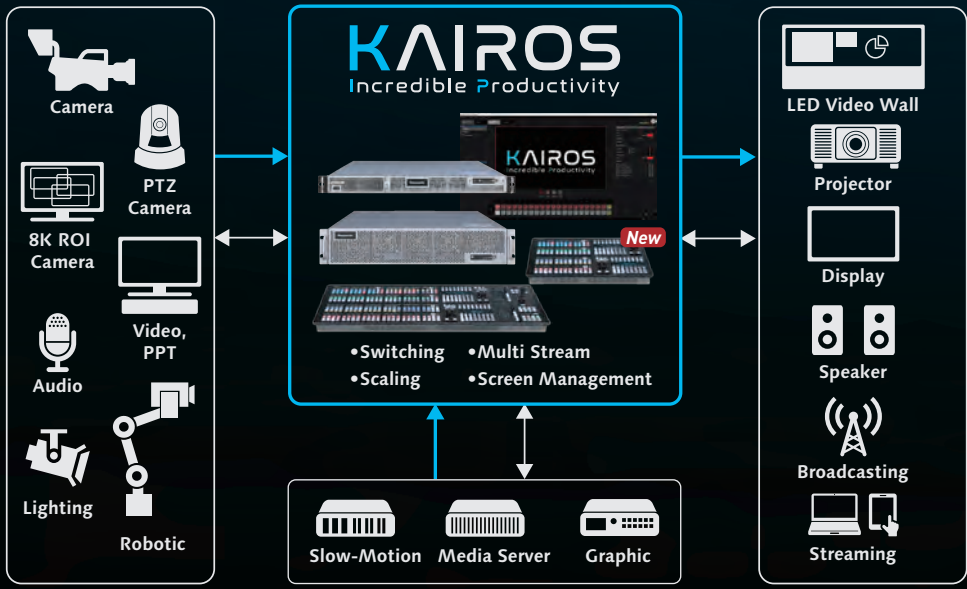 Camera
PTZ
Camera
8K ROI
Camera
Video,
PPT
Audio
Lighting
Robotic
KAIROS
Incredible Productivity
KAIROS
Incredible Productivity
New
•Switching
•Multi Stream
•Scaling
•Screen Management
Slow-Motion
Media Server
Graphic
LED Video Wall
Projector
Display
Speaker
Broadcasting
Streaming